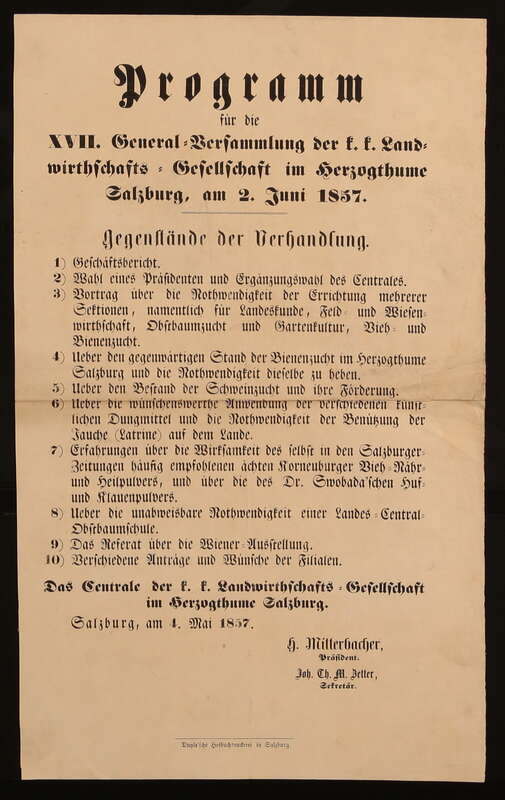 Programm
für die
XVII. General-Versammlung der k. k. Land-
wirthschafts-Gesellschaft im Herzogthume
Salzburg, am 2. Juni 1857.
Gegenstände der Verhandlung.
1) Geschäftsbericht.
2) Wahl eines Präsidenten und Ergänzungswahl des Centrales.
3) Vortrag über die Nothwendigkeit der Errichtung mehrerer
Sektionen, namentlich für Landeskunde, Feld- und Wiesen-
wirthschaft, Obstbaumzucht und Gartenkultur, Vieh- und
Bienenzucht.
4) Ueber den gegenwärtigen Stand der Bienenzucht im Herzogthume
Salzburg und die Nothwendigkeit dieselbe zu heben.
5) Ueber den Bestand der Schweinzucht und ihre Förderung.
6) Ueber die wünschenswerthe Anwendung der verschiedenen künst-
lichen Dungmittel und die Nothwendigkeit der Benützung der
Jauche (Latrine) auf dem Lande.
7) Erfahrungen über die Wirksamkeit des selbst in den Salzburger-
Zeitungen häufig empfohlenen ächten Korneuburger Vieh-Nähr-
und Heilpulvers, und über die des Dr. Swobada'schen Huf-
und Klauenpulvers.
8) Ueber die unabweisbare Nothwendigkeit einer Landes-Central-
Obstbaumschule.
9) Das Referat über die Wiener-Ausstellung.
10) Verschiedene Anträge und Wünsche der Filialen.
Das Centrale der k. k. Landwirthschafts-Gesellschaft
im Herzogthume Salzburg.
Salzburg, am 4. Mai 1857.
H. Mitterbacher,
Präsident.
Joh. Th. M. Zeller,
Sekretär.
Duyle'sche Hofbuchdruckerei in Salzburg.